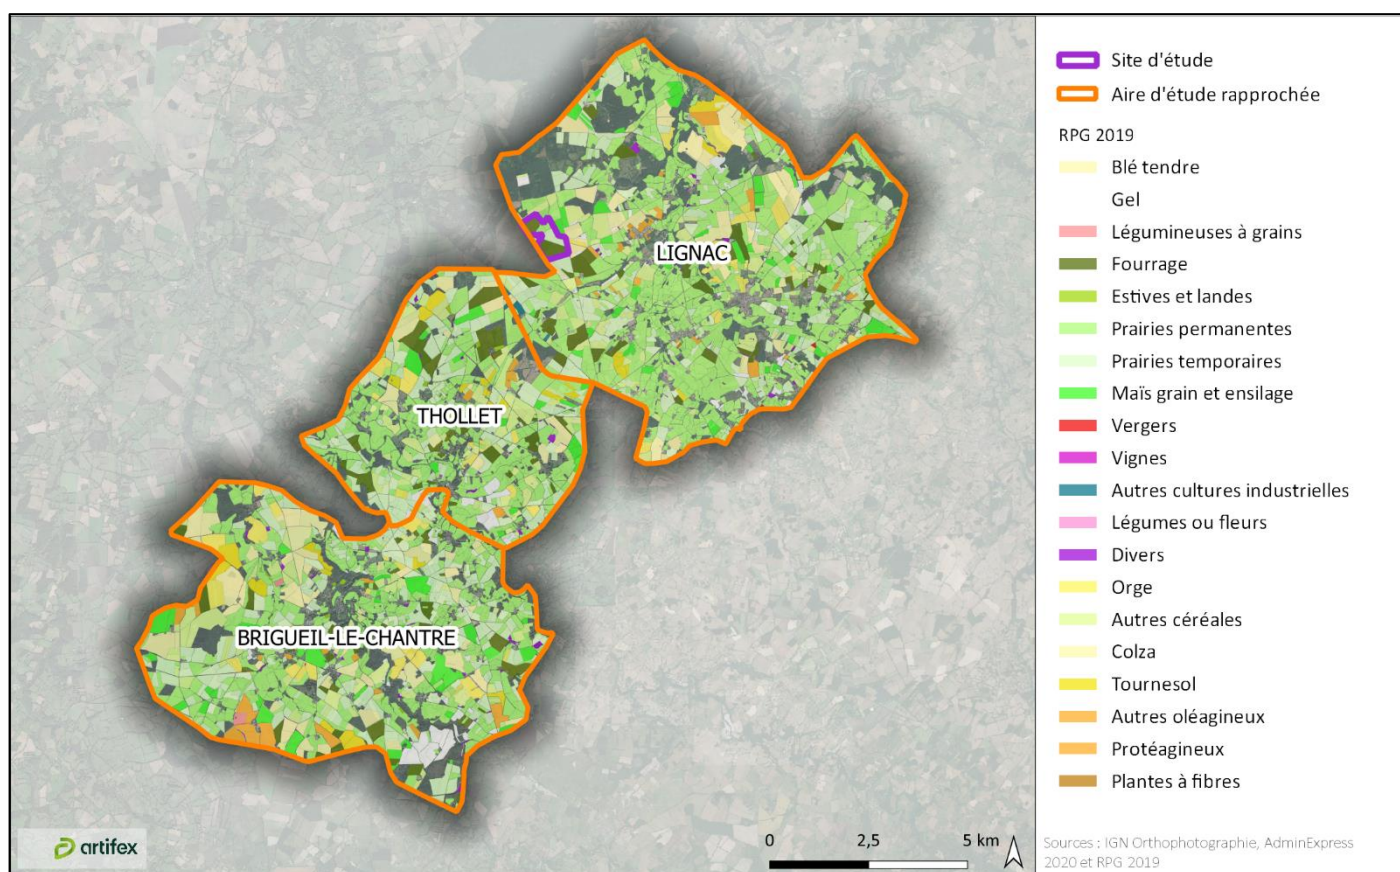 LIGNAC
THOLLET
BRIGUEIL-LE-CHANTRE
artifex
0 2,5 5 km
Site d'étude
Aire d'étude rapprochée
RPG 2019
Blé tendre
Gel
Légumineuses à grains
Fourrage
Estives et landes
Prairies permanentes
Prairies temporaires
Maïs grain et ensilage
Vergers
Vignes
Autres cultures industrielles
Légumes ou fleurs
Divers
Orge
Autres céréales
Colza
Tournesol
Autres oléagineux
Protéagineux
Plantes à fibres
Sources : IGN Orthophotographie, AdminExpress
2020 et RPG 2019